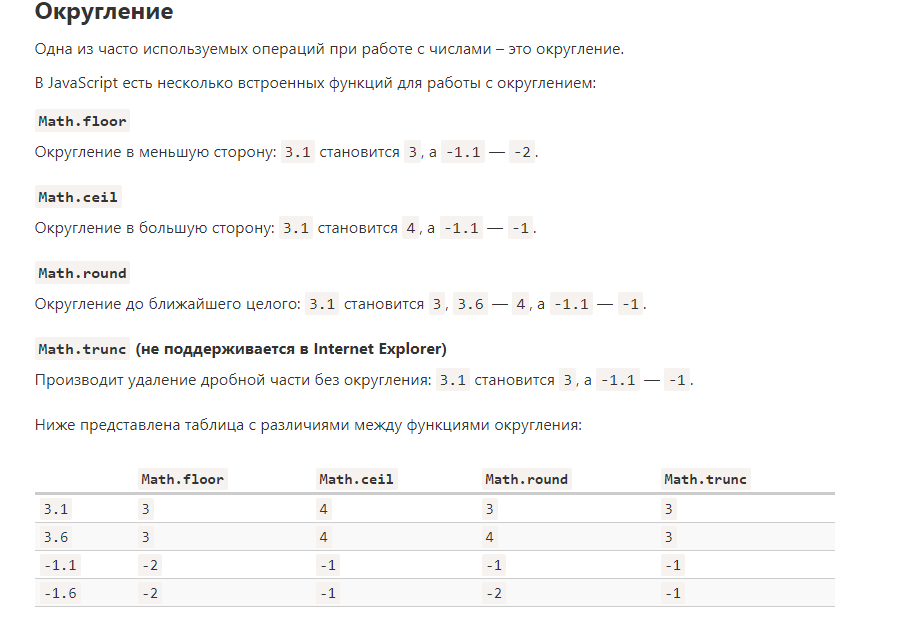 Округление
Одна из часто используемых операций при работе с числами – это округление.
В JavaScript есть несколько встроенных функций для работы с округлением:
Math.floor
Округление в меньшую сторону: 3.1 становится 3, а -1.1 — -2.
Math.ceil
Округление в большую сторону: 3.1 становится 4, а -1.1 — -1.
Math.round
Округление до ближайшего целого: 3.1 становится 3, 3.6 — 4, а -1.1 — -1.
Math.trunc (не поддерживается в Internet Explorer)
Производит удаление дробной части без округления: 3.1 становится 3, а -1.1 — -1.
Ниже представлена таблица с различиями между функциями округления:
Math.floor Math.ceil Math.round Math.trunc
3.1 3 4 3 3
3.6 3 4 4 3
-1.1 -2 -1 -1 -1
-1.6 -2 -1 -2 -1